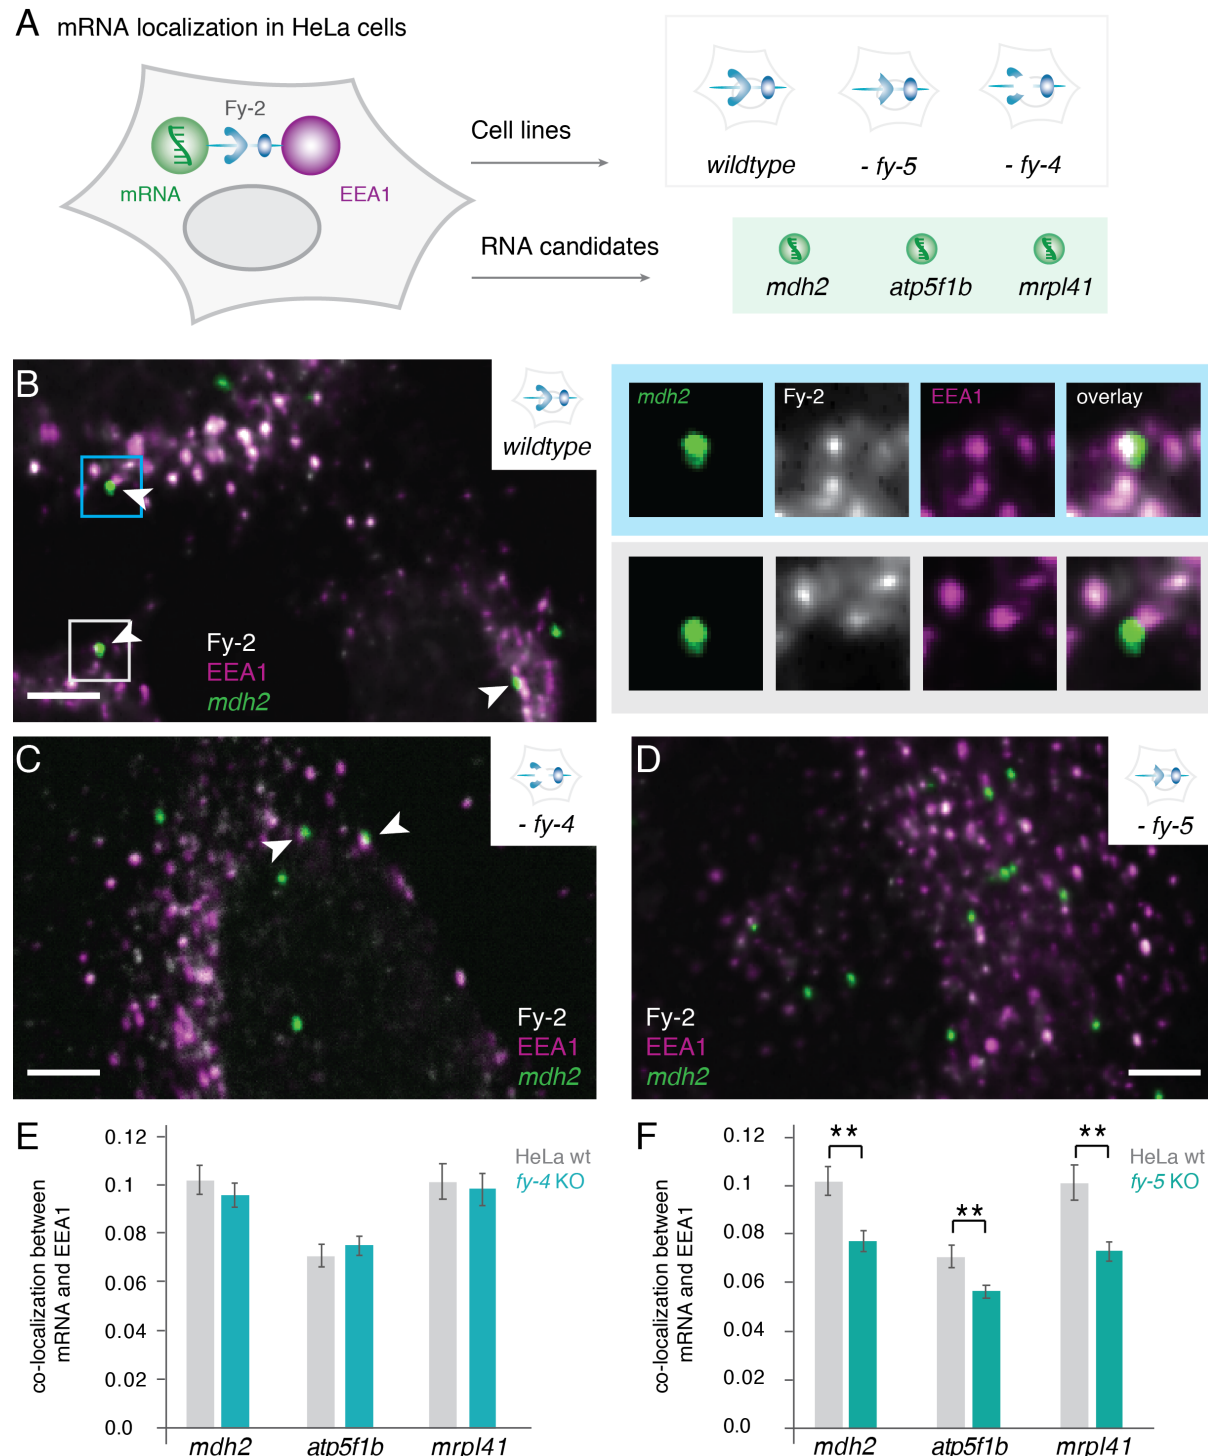 A mRNA localization in HeLa cells
Fy-2
mRNA
EEA1
Cell lines
wildtype
- fy-5
- fy-4
RNA candidates
mdh2
atp5f1b
mrpl41
B
wildtype
Fy-2
EEA1
mdh2
mdh2
Fy-2
EEA1
overlay
C
- fy-4
Fy-2
EEA1
mdh2
D
- fy-5
Fy-2
EEA1
mdh2
E
co-localization between
mRNA and EEA1
0.12
0.1
0.08
0.06
0.04
0.02
0.0
HeLa wt
fy-4 KO
mdh2
atp5f1b
mrpl41
F
co-localization between
mRNA and EEA1
0.12
0.1
0.08
0.06
0.04
0.02
0.0
**
**
**
HeLa wt
fy-5 KO
mdh2
atp5f1b
mrpl41